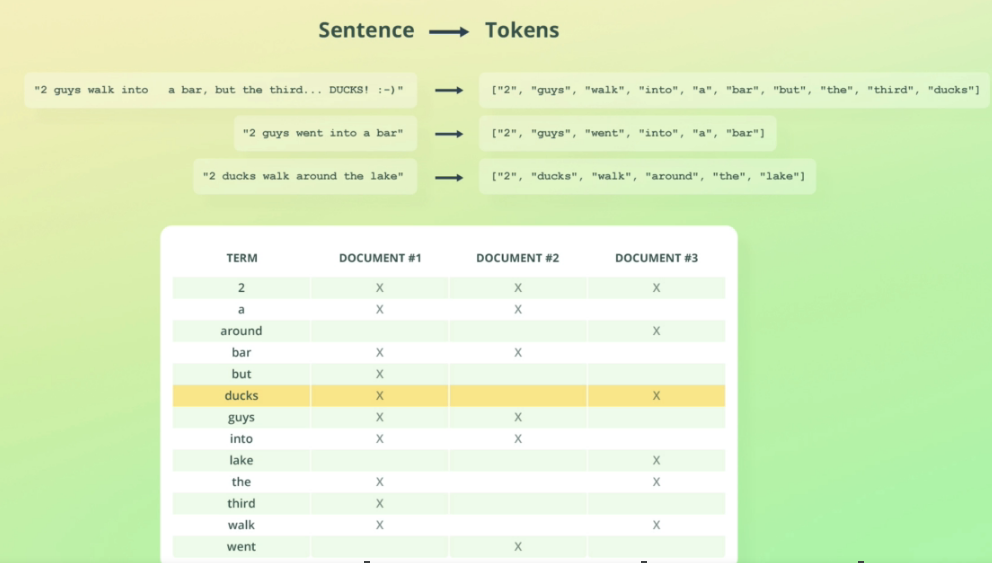 Sentence → Tokens
"2 guys walk into   a bar, but the third... DUCKS! :-)" → ["2", "guys", "walk", "into", "a", "bar", "but", "the", "third", "ducks"]
"2 guys went into a bar" → ["2", "guys", "went", "into", "a", "bar"]
"2 ducks walk around the lake" → ["2", "ducks", "walk", "around", "the", "lake"]
TERM DOCUMENT #1 DOCUMENT #2 DOCUMENT #3
2 X X X
a X X
around X
bar X X
but X
ducks X X
guys X X
into X X
lake X
the X X
third X
walk X X
went X